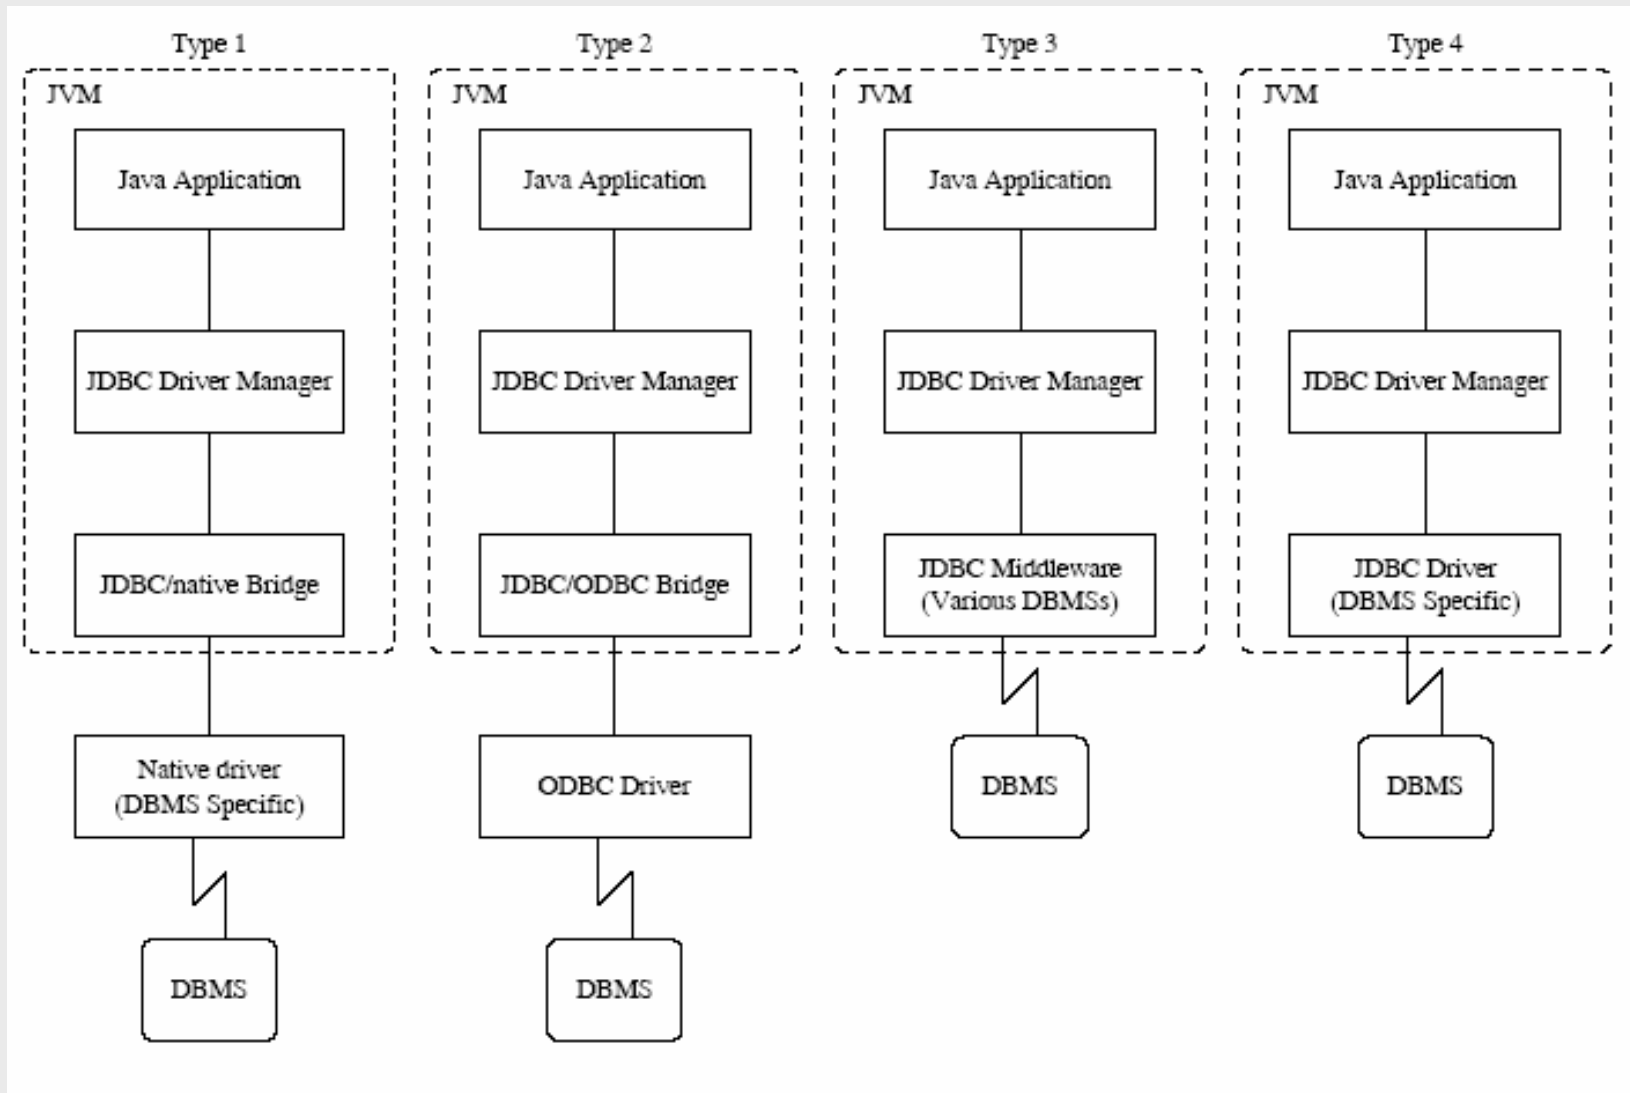 Type 1
JVM
Java Application
JDBC Driver Manager
JDBC/native Bridge
Native driver
(DBMS Specific)
DBMS
Type 2
JVM
Java Application
JDBC Driver Manager
JDBC/ODBC Bridge
ODBC Driver
DBMS
Type 3
JVM
Java Application
JDBC Driver Manager
JDBC Middleware
(Various DBMSs)
DBMS
Type 4
JVM
Java Application
JDBC Driver Manager
JDBC Driver
(DBMS Specific)
DBMS